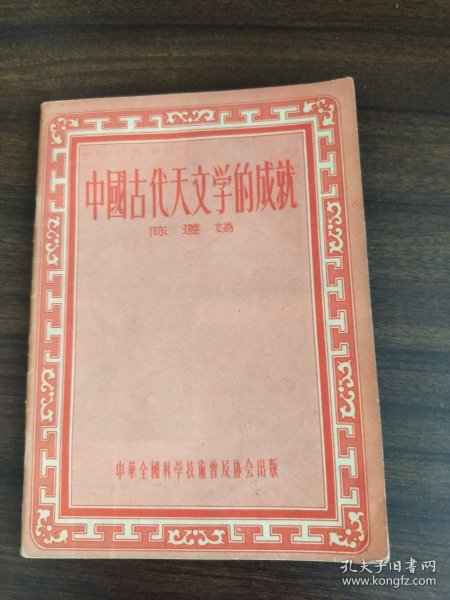 中國古代天文学的成就
陈遵妫
中華全國科学技術普及协会出版
孔夫子旧书网
www.kongfz.com